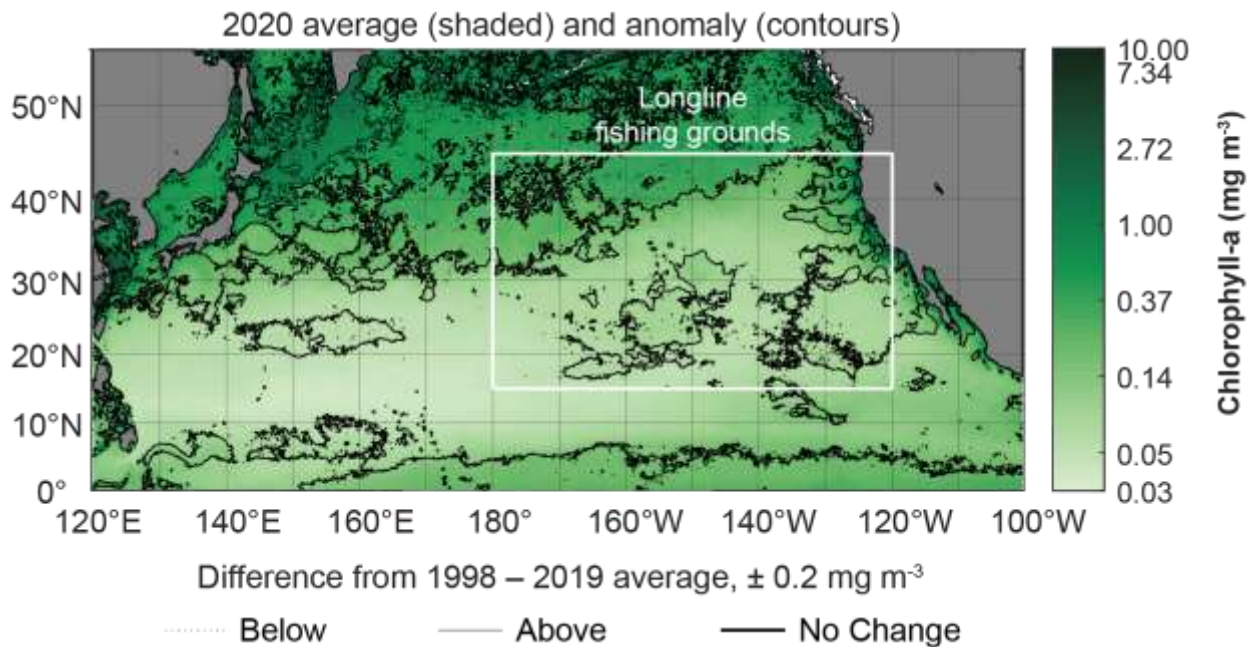 2020 average (shaded) and anomaly (contours)
Longline
fishing grounds
50°N
40°N
30°N
20°N
10°N
0°
120°E 140°E 160°E 180° 160°W 140°W 120°W 100°W
10.00
7.34
2.72
1.00
0.37
0.14
0.05
0.03
Chlorophyll-a (mg m⁻³)
Difference from 1998 – 2019 average, ± 0.2 mg m⁻³
Below Above No Change